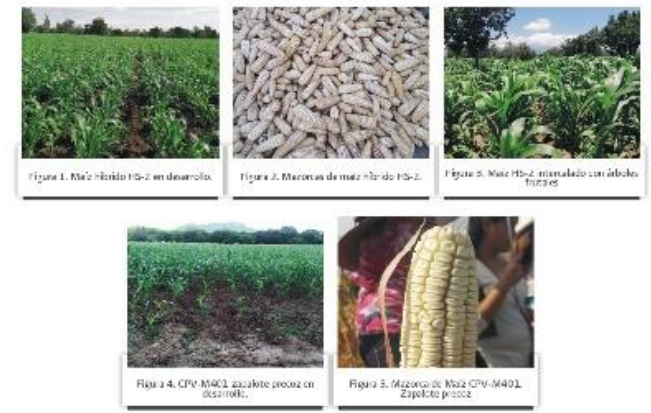 Figura 1. Maíz híbrido HS-2 en desarrollo.
Figura 2. Mazorcas de maíz híbrido HS-2.
Figura 3. Maíz HS-2 intercalado con árboles
frutales
Figura 4. CPV-M401 zapalote precoz en
desarrollo.
Figura 5. Mazorca de Maíz CPV-M401.
Zapalote precoz